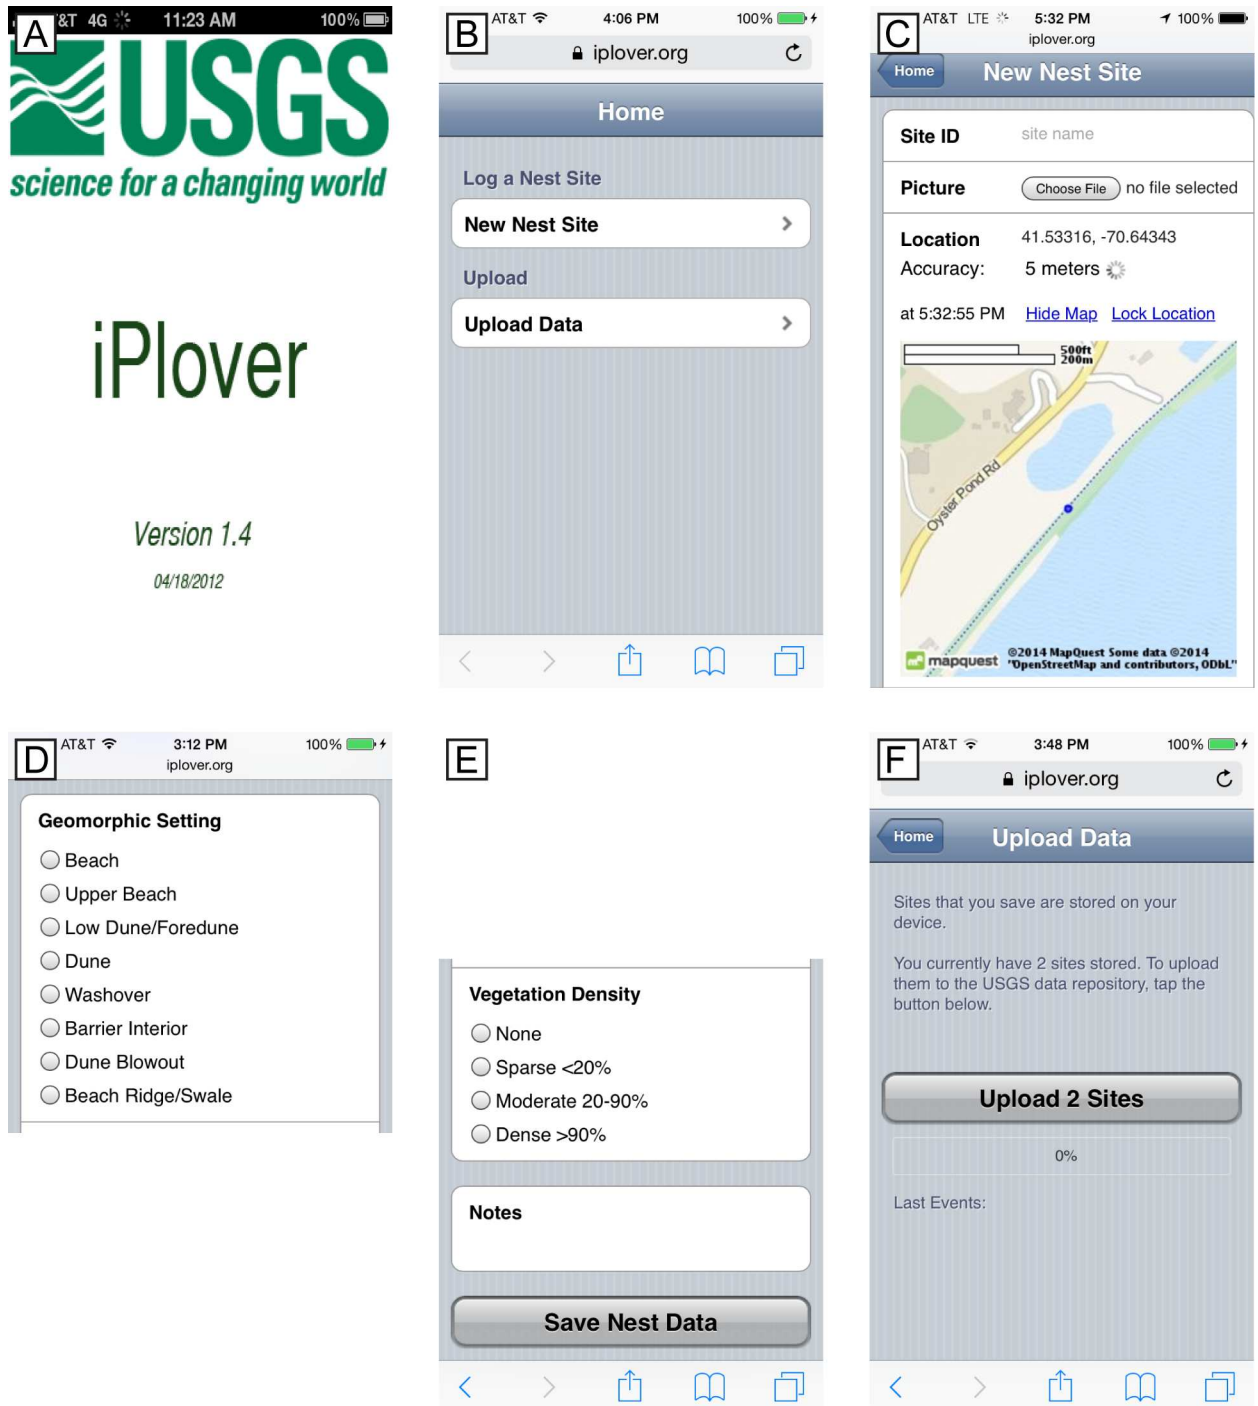 A
&T 4G 11:23 AM 100%
USGS
science for a changing world
iPlover
Version 1.4
04/18/2012
B
AT&T 4:06 PM 100%
iplover.org
Home
Log a Nest Site
New Nest Site
Upload
Upload Data
C
AT&T LTE 5:32 PM 100%
iplover.org
Home New Nest Site
Site ID site name
Picture Choose File no file selected
Location 41.53316, -70.64343
Accuracy: 5 meters
at 5:32:55 PM Hide Map Lock Location
500ft
200m
Oyster Pond Rd
mapquest
©2014 MapQuest Some data ©2014
"OpenStreetMap and contributors, ODbL"
D
AT&T 3:12 PM 100%
iplover.org
Geomorphic Setting
Beach
Upper Beach
Low Dune/Foredune
Dune
Washover
Barrier Interior
Dune Blowout
Beach Ridge/Swale
E
Vegetation Density
None
Sparse <20%
Moderate 20-90%
Dense >90%
Notes
Save Nest Data
F
AT&T 3:48 PM 100%
iplover.org
Home Upload Data
Sites that you save are stored on your
device.
You currently have 2 sites stored. To upload
them to the USGS data repository, tap the
button below.
Upload 2 Sites
0%
Last Events: